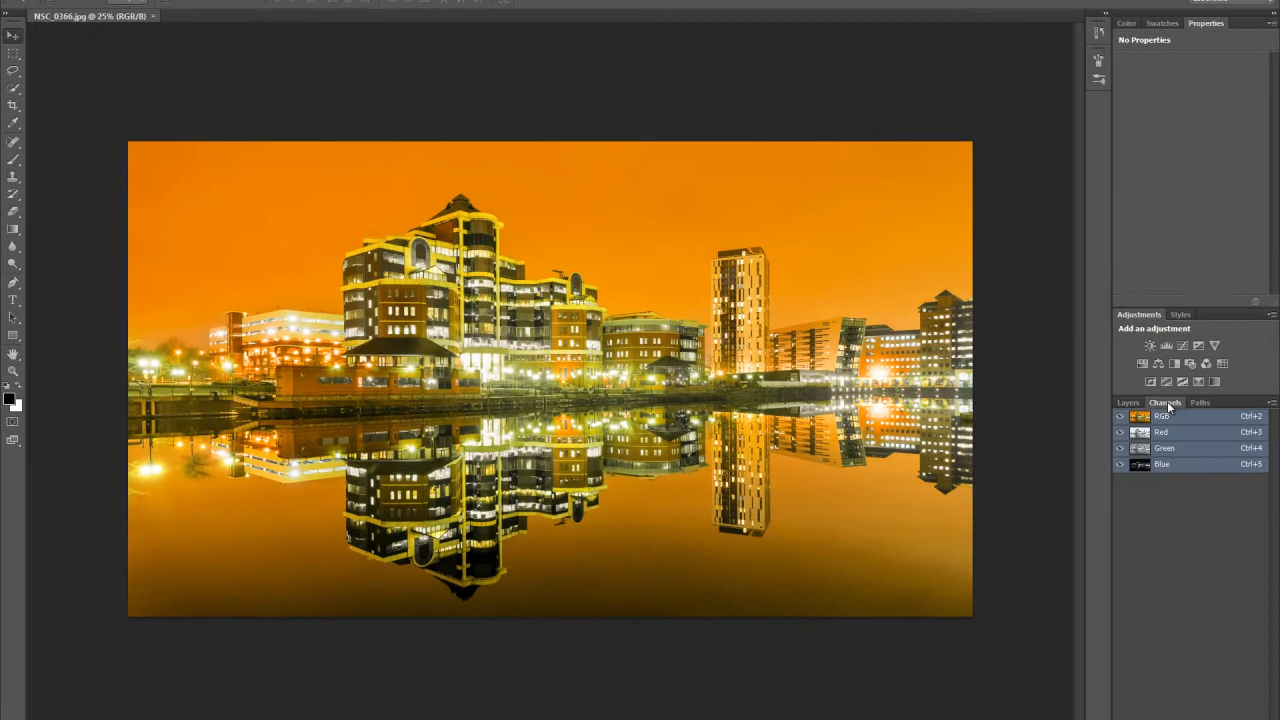 NSC_0366.jpg @ 25% (RGB/8) ×
Color Swatches Properties
No Properties
Adjustments Styles
Add an adjustment
Layers Channels Paths
RGB Ctrl+2
Red Ctrl+3
Green Ctrl+4
Blue Ctrl+5